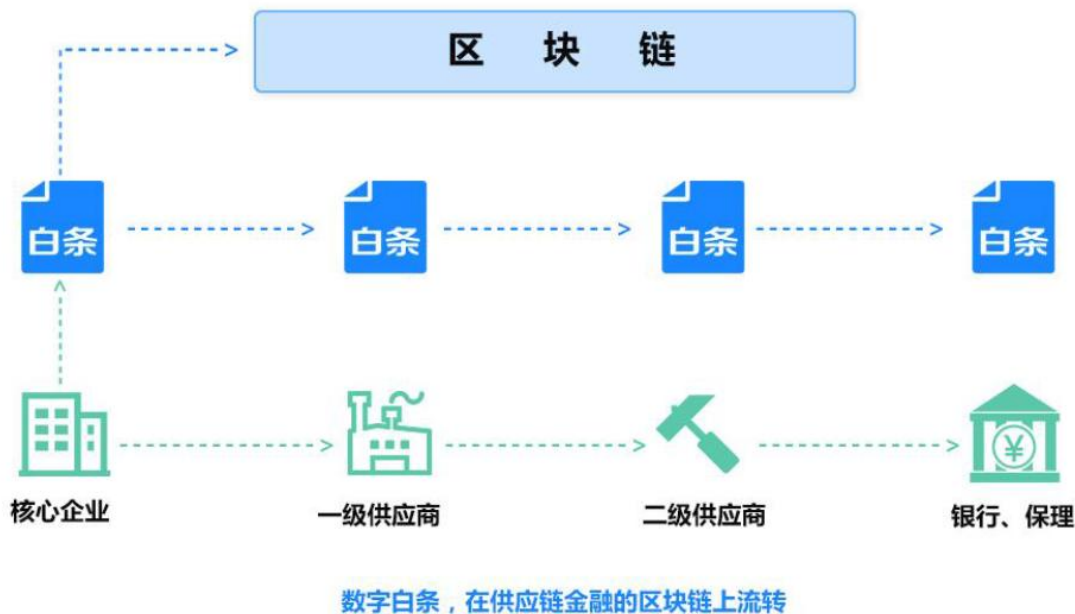 区 块 链
白条 白条 白条 白条
¥
核心企业 一级供应商 二级供应商 银行、保理
数字白条，在供应链金融的区块链上流转